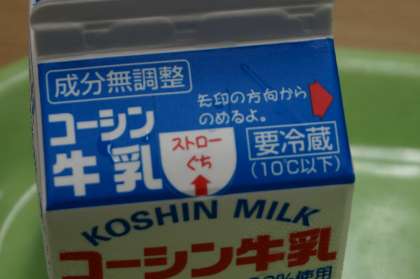 成分無調整
矢印の方向から
のめるよ。
コーシン
牛乳
ストロー
ぐち
要冷蔵
(10℃以下)
KOSHIN MILK
コーシン牛乳
%使用